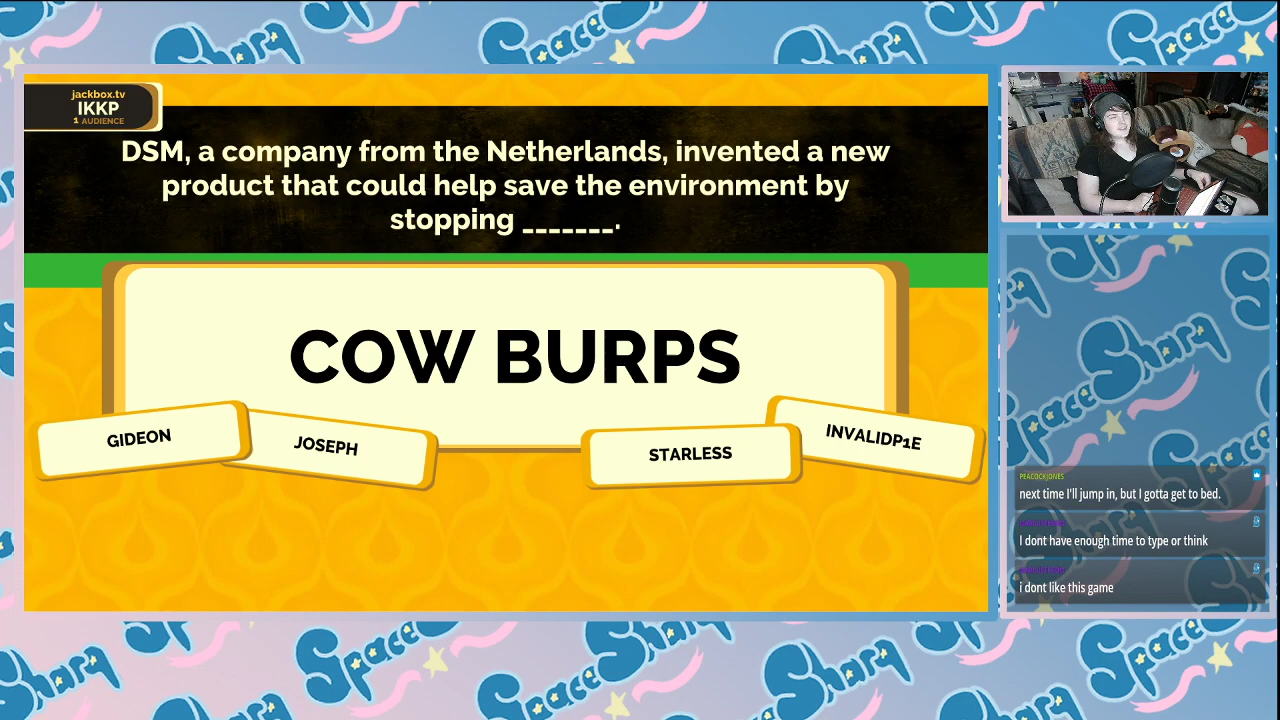 jackbox.tv
IKKP
1 AUDIENCE
DSM, a company from the Netherlands, invented a new
product that could help save the environment by
stopping _______.
COW BURPS
GIDEON
JOSEPH
STARLESS
INVALIDP1E
Space Sharq
PEACOCKJONES
next time I'll jump in, but I gotta get to bed.
I dont have enough time to type or think
i dont like this game